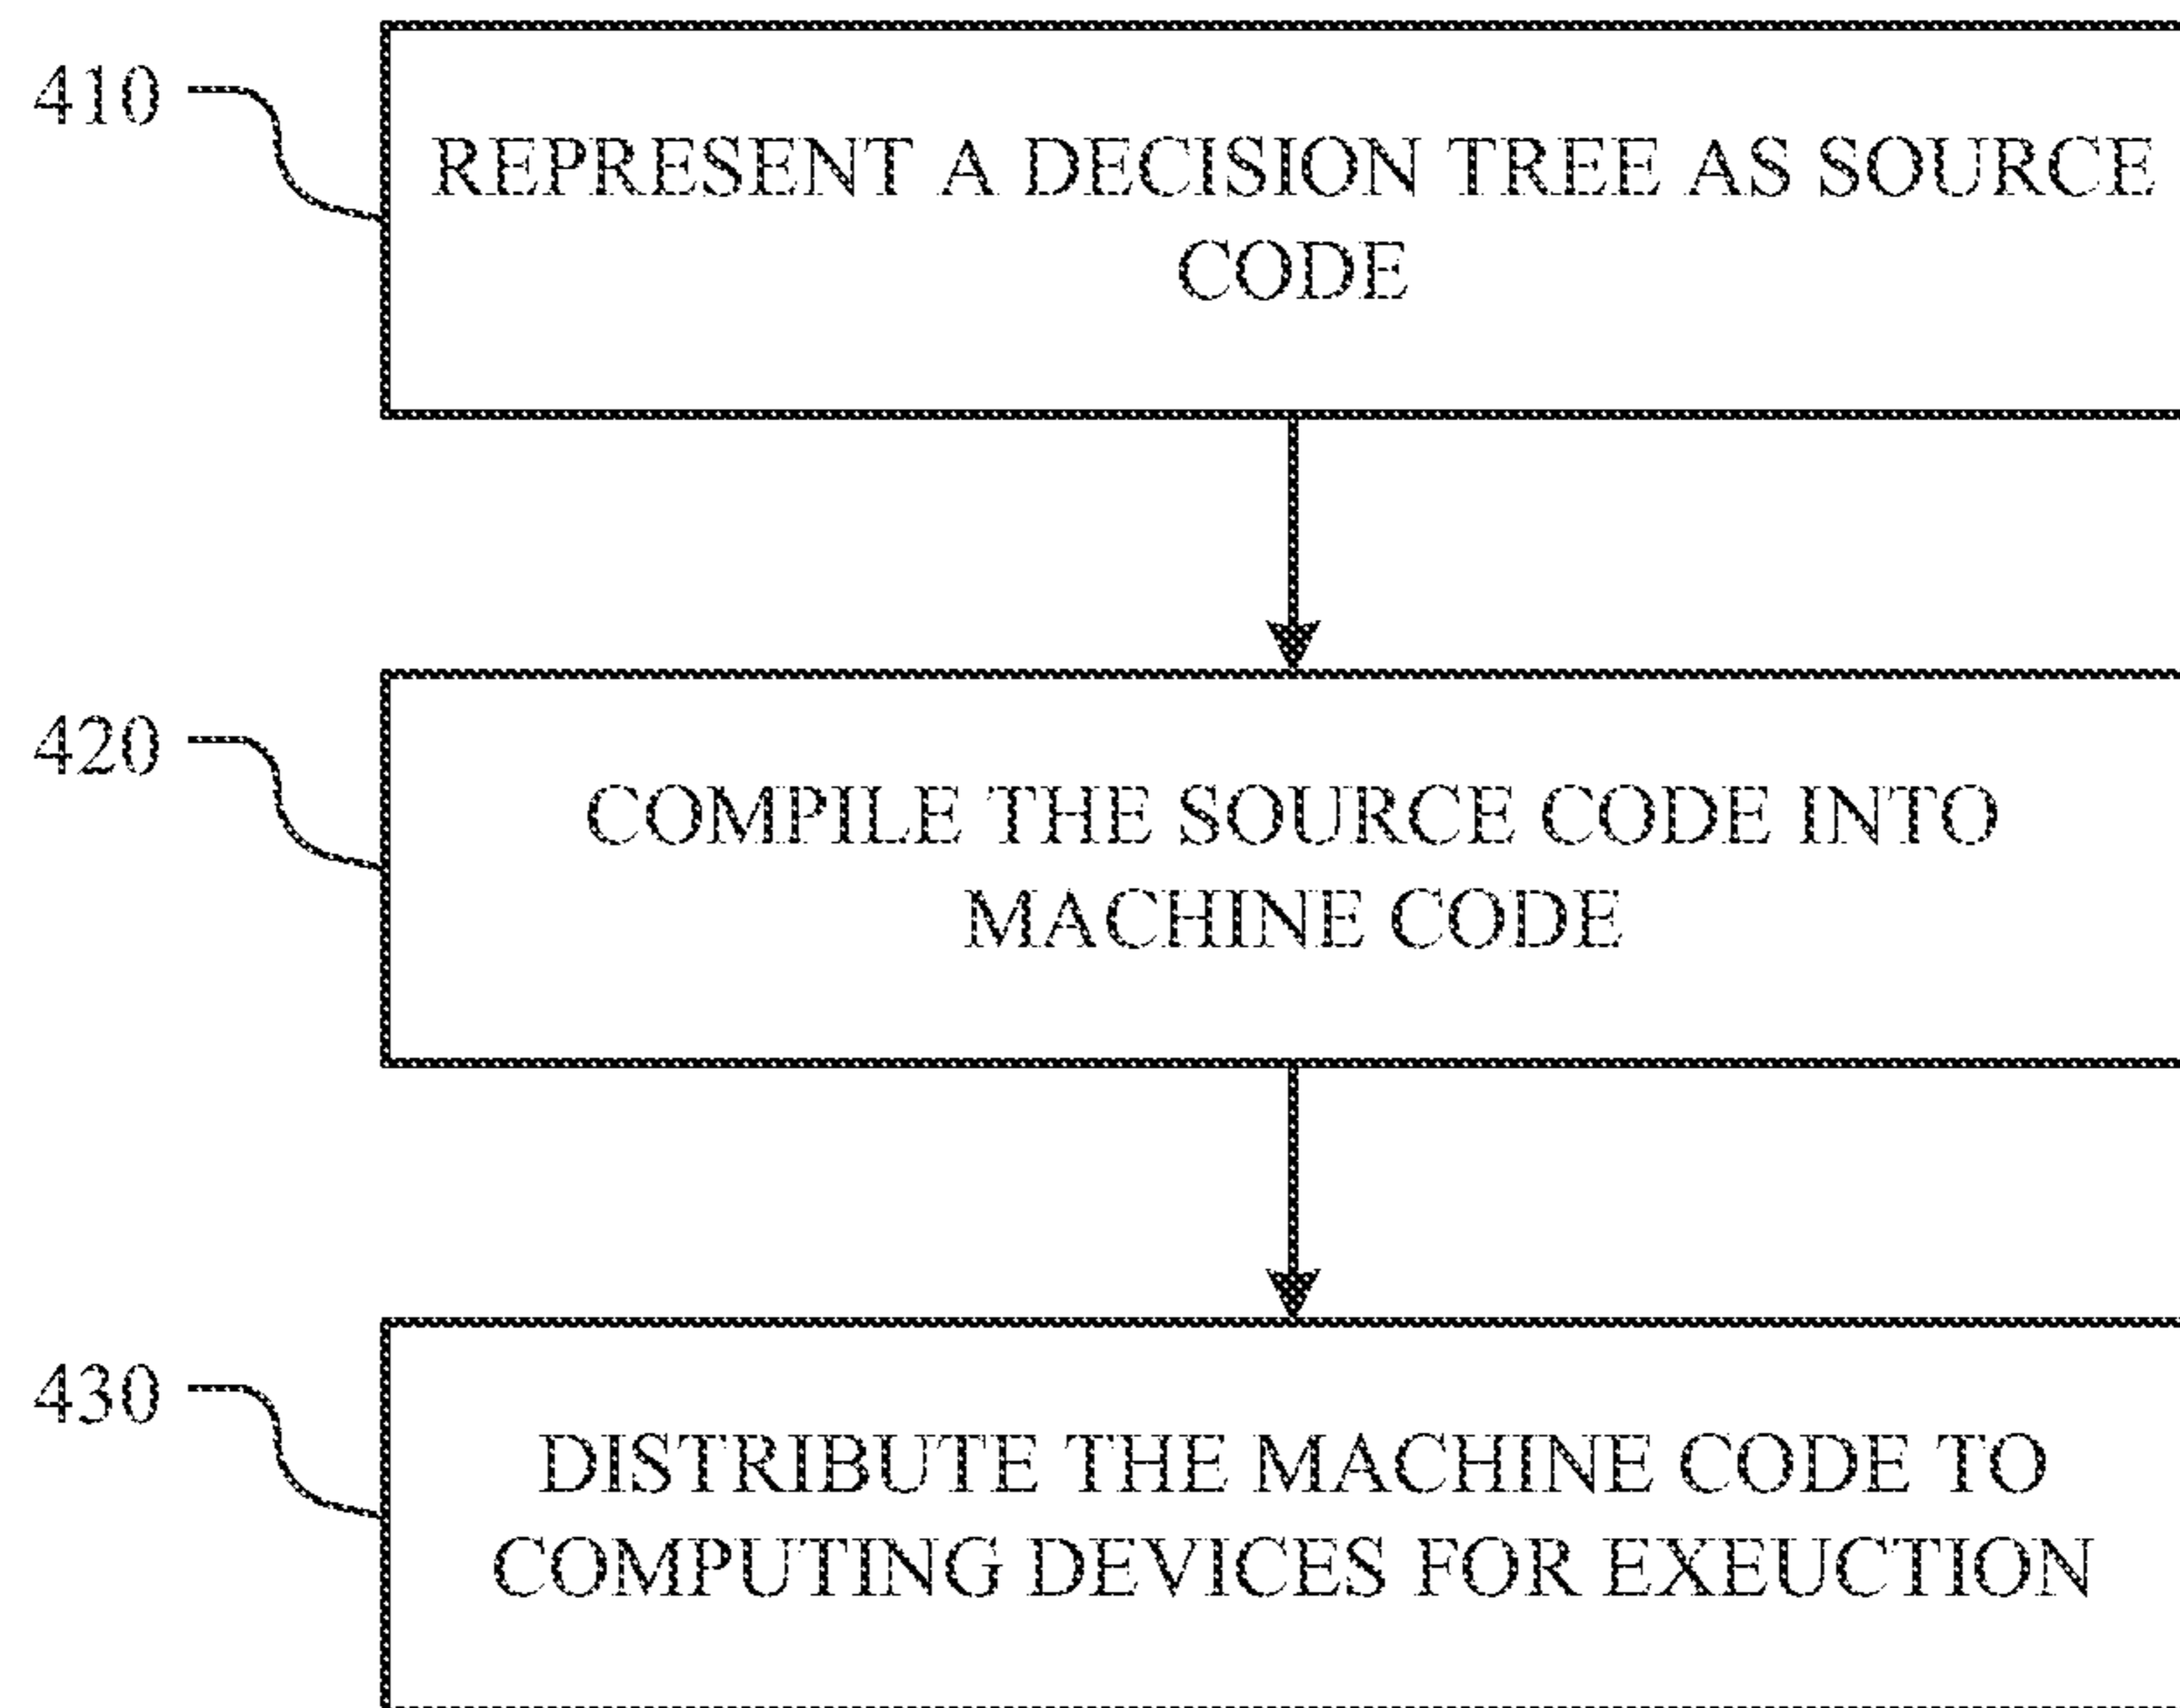 410
REPRESENT A DECISION TREE AS SOURCE
CODE
420
COMPILE THE SOURCE CODE INTO
MACHINE CODE
430
DISTRIBUTE THE MACHINE CODE TO
COMPUTING DEVICES FOR EXEUCTION